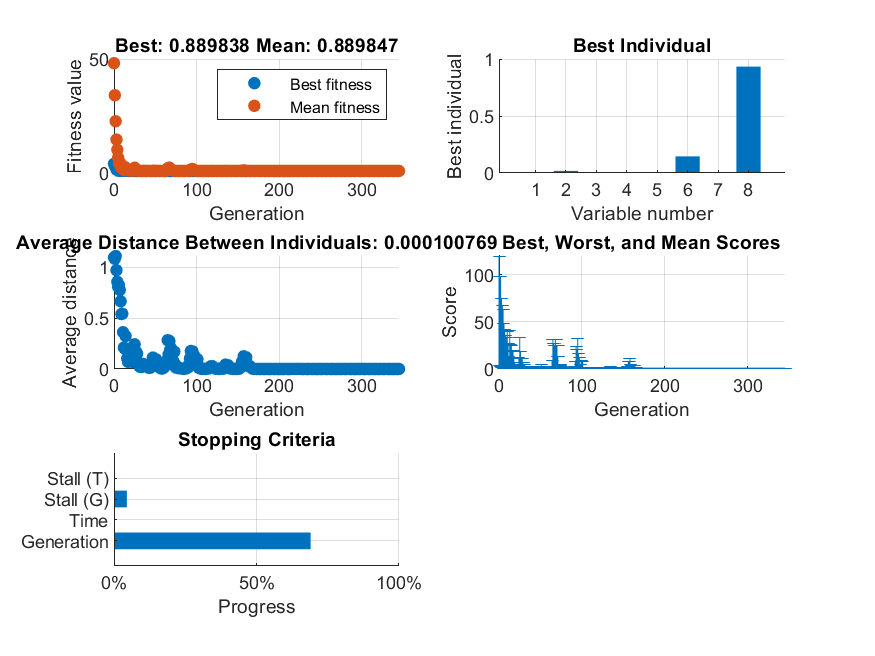 Best: 0.889838 Mean: 0.889847
Fitness value
50
0
Best fitness
Mean fitness
0 100 200 300
Generation
Best Individual
Best individual
1
0.5
0
1 2 3 4 5 6 7 8
Variable number
Average Distance Between Individuals: 0.000100769
Average distance
1
0.5
0
0 100 200 300
Generation
Best, Worst, and Mean Scores
Score
100
50
0
0 100 200 300
Generation
Stopping Criteria
Stall (T)
Stall (G)
Time
Generation
0% 50% 100%
Progress